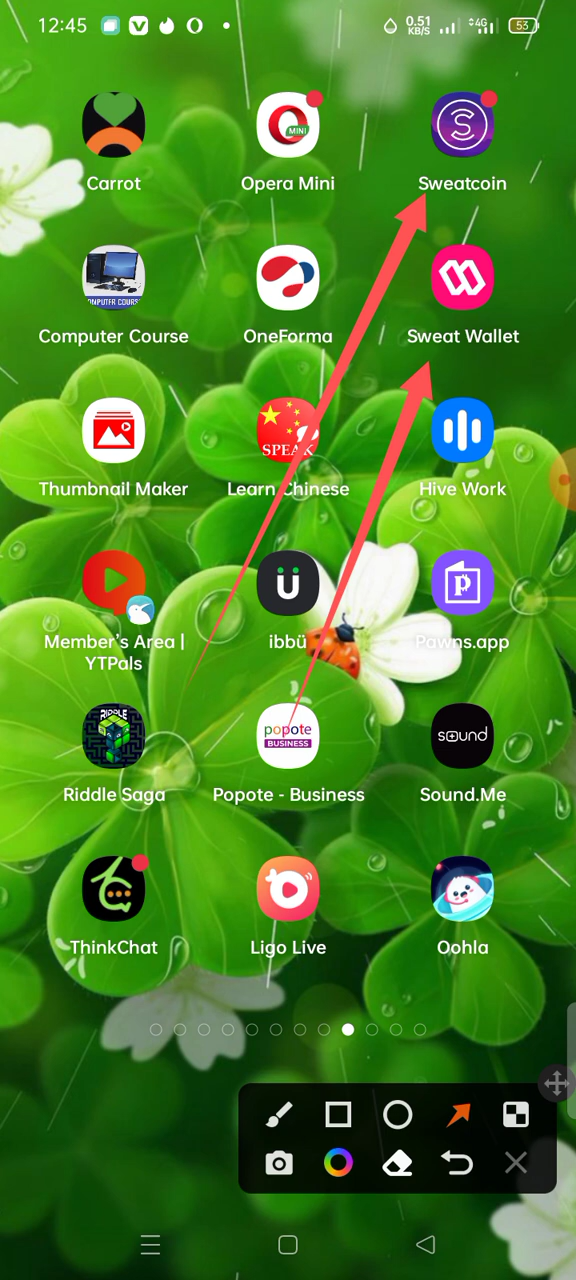 12:45
0.51
KB/S
4G
53
Carrot
MINI
Opera Mini
Sweatcoin
COMPUTER COURSE
Computer Course
OneForma
Sweat Wallet
SPEAK
Thumbnail Maker
Learn Chinese
Hive Work
Member's Area |
YTPals
ibbü
Pawns.app
RIDDLE
popote
BUSINESS
sound
Riddle Saga
Popote - Business
Sound.Me
ThinkChat
Ligo Live
Oohla